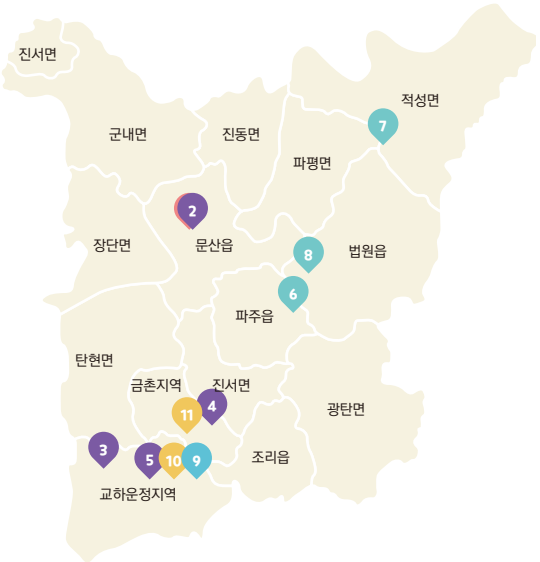 진서면
적성면
군내면
진동면
7
파평면
2
장단면
문산읍
8
법원읍
6
파주읍
탄현면
금촌지역
진서면
4
11
광탄면
3
5
10
9
조리읍
교하운정지역